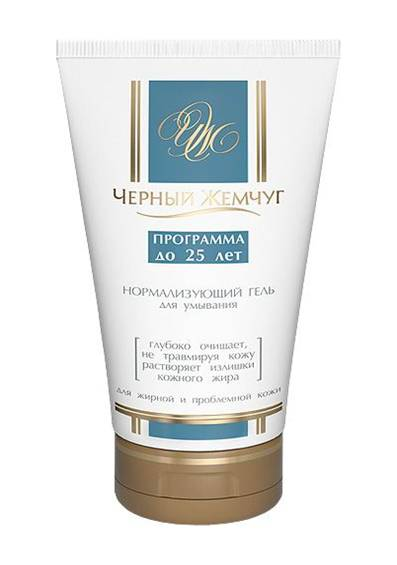 ЧЖ
ЧЕРНЫЙ ЖЕМЧУГ
ПРОГРАММА
до 25 лет
НОРМАЛИЗУЮЩИЙ ГЕЛЬ
для умывания
глубоко очищает,
не травмируя кожу
растворяет излишки
кожного жира
для жирной и проблемной кожи